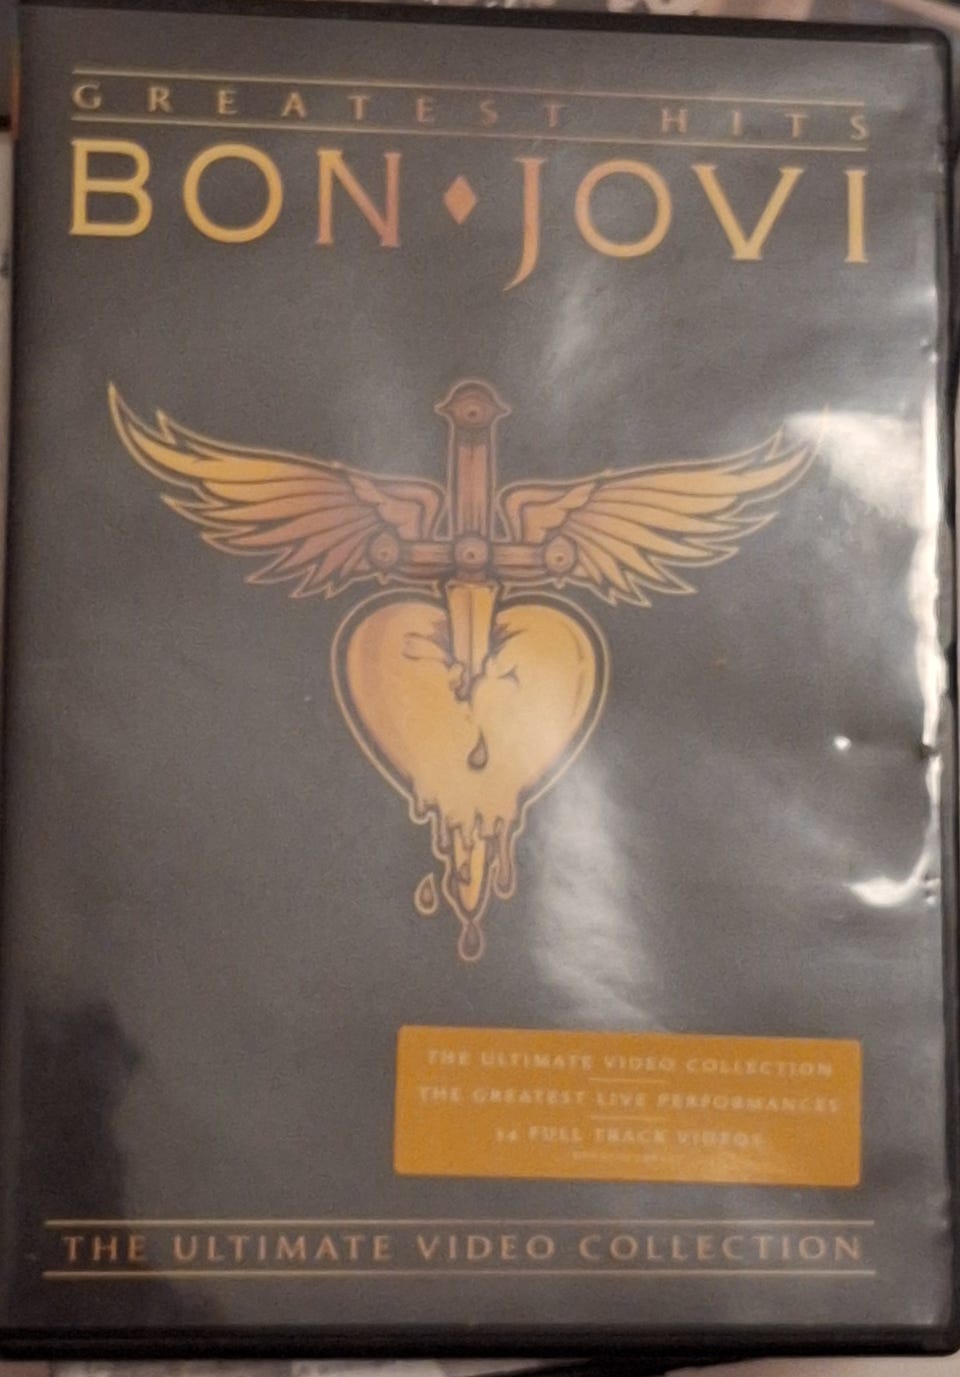 GREATEST HITS
BON♦JOVI
THE ULTIMATE VIDEO COLLECTION
THE GREATEST LIVE PERFORMANCES
FULL TRACK VIDEOS
THE ULTIMATE VIDEO COLLECTION